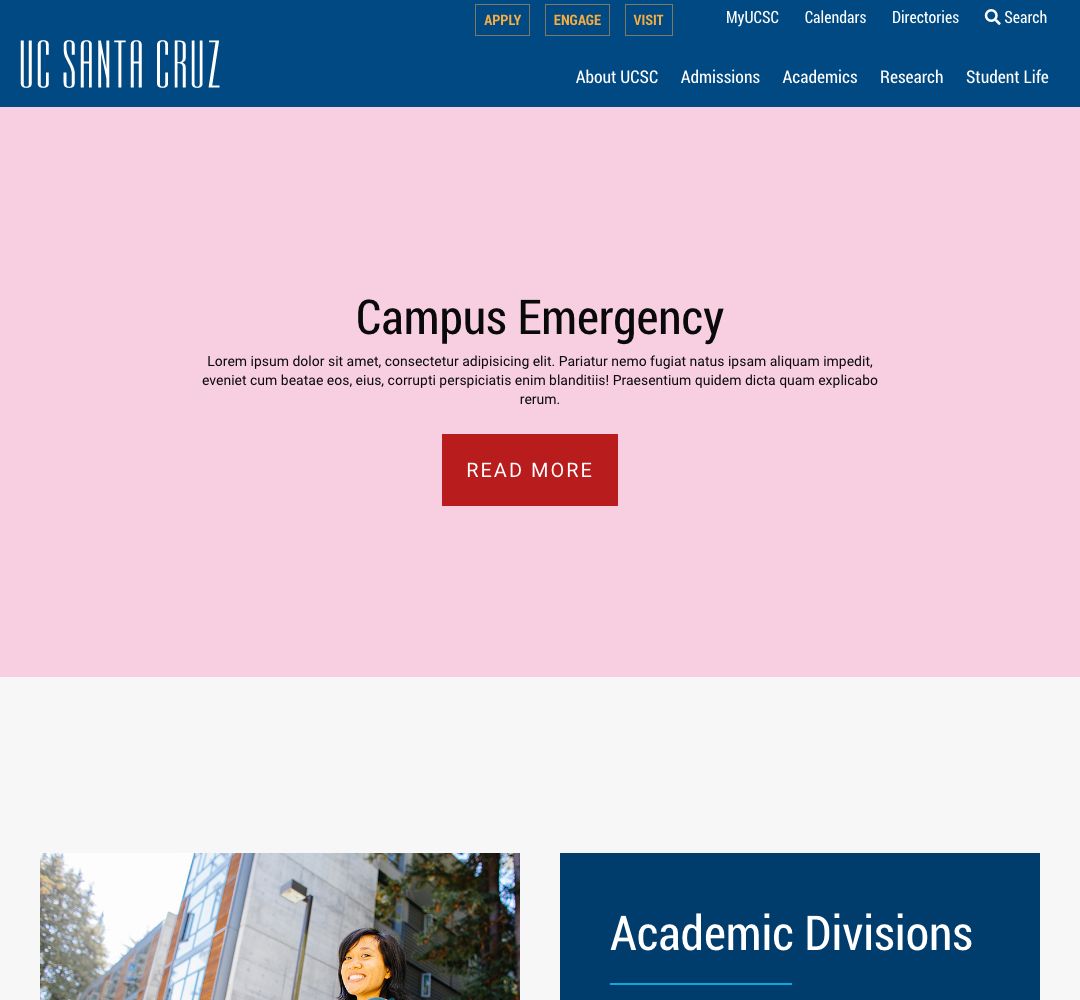 APPLY ENGAGE VISIT MyUCSC Calendars Directories Search
UC SANTA CRUZ
About UCSC Admissions Academics Research Student Life
Campus Emergency
Lorem ipsum dolor sit amet, consectetur adipisicing elit. Pariatur nemo fugiat natus ipsam aliquam impedit,
eveniet cum beatae eos, eius, corrupti perspiciatis enim blanditiis! Praesentium quidem dicta quam explicabo
rerum.
READ MORE
Academic Divisions